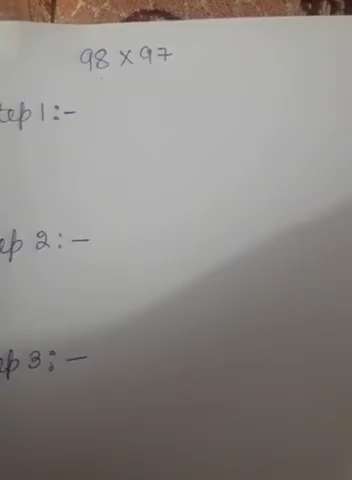 98 × 97
tep 1:-
ep 2:-
ep 3:-